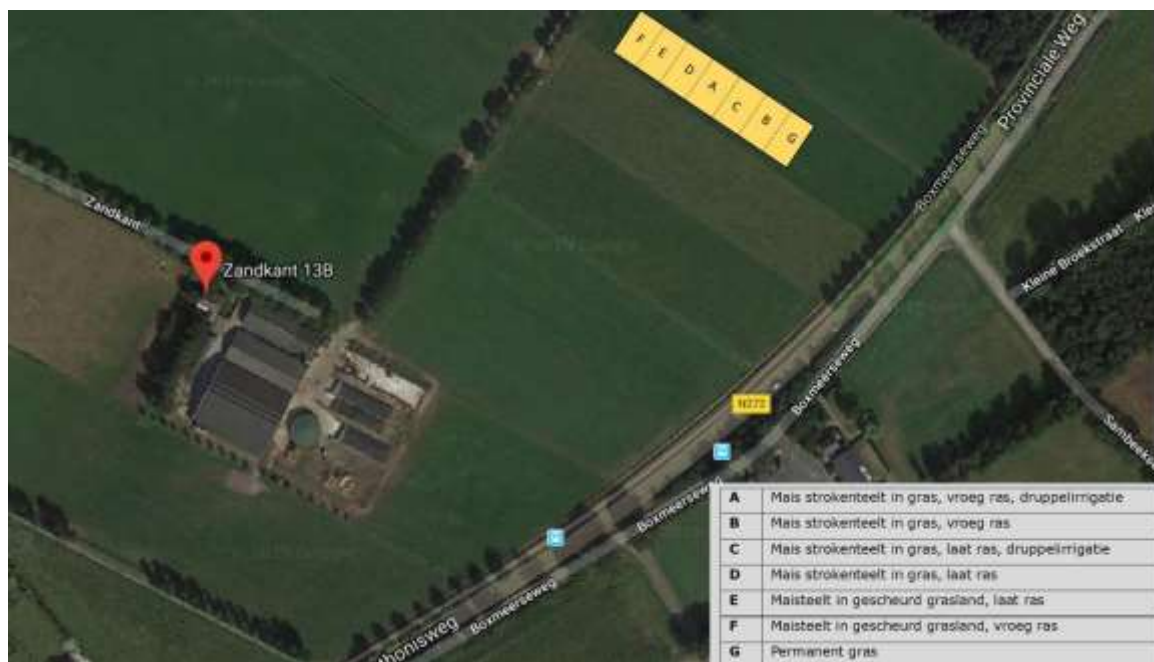 F
E
D
A
C
B
G
Provinciale Weg
Boxmeerseweg
Zandkant
Zandkant 13B
Kleine Broekstraat
Boxmeerseweg
N272
Boxmeerseweg
Boxmeerseweg
A Mais strokenteelt in gras, vroeg ras, druppelirrigatie
B Mais strokenteelt in gras, vroeg ras
C Mais strokenteelt in gras, laat ras, druppelirrigatie
D Mais strokenteelt in gras, laat ras
E Maisteelt in gescheurd grasland, laat ras
F Maisteelt in gescheurd grasland, vroeg ras
G Permanent gras